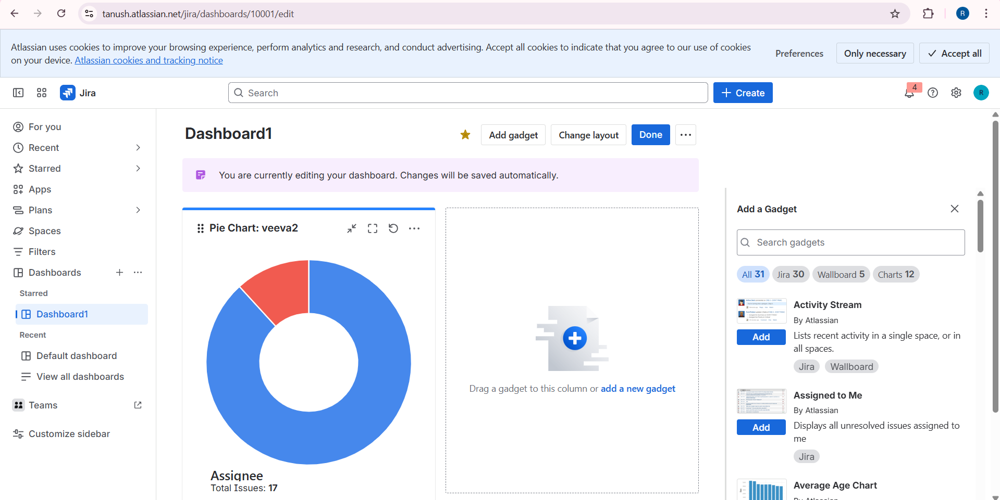 tanush.atlassian.net/jira/dashboards/10001/edit
R
Atlassian uses cookies to improve your browsing experience, perform analytics and research, and conduct advertising. Accept all cookies to indicate that you agree to our use of cookies
on your device. Atlassian cookies and tracking notice
Preferences
Only necessary
Accept all
Jira
Search
Create
4
R
For you
Recent
Starred
Apps
Plans
Spaces
Filters
Dashboards
Starred
Dashboard1
Recent
Default dashboard
View all dashboards
Teams
Customize sidebar
Dashboard1
Add gadget
Change layout
Done
You are currently editing your dashboard. Changes will be saved automatically.
Pie Chart: veeva2
Assignee
Total Issues: 17
Drag a gadget to this column or add a new gadget
Add a Gadget
Search gadgets
All 31
Jira 30
Wallboard 5
Charts 12
Activity Stream
By Atlassian
Add
Lists recent activity in a single space, or in
all spaces.
Jira
Wallboard
Assigned to Me
By Atlassian
Add
Displays all unresolved issues assigned to
me
Jira
Average Age Chart
By Atlassian